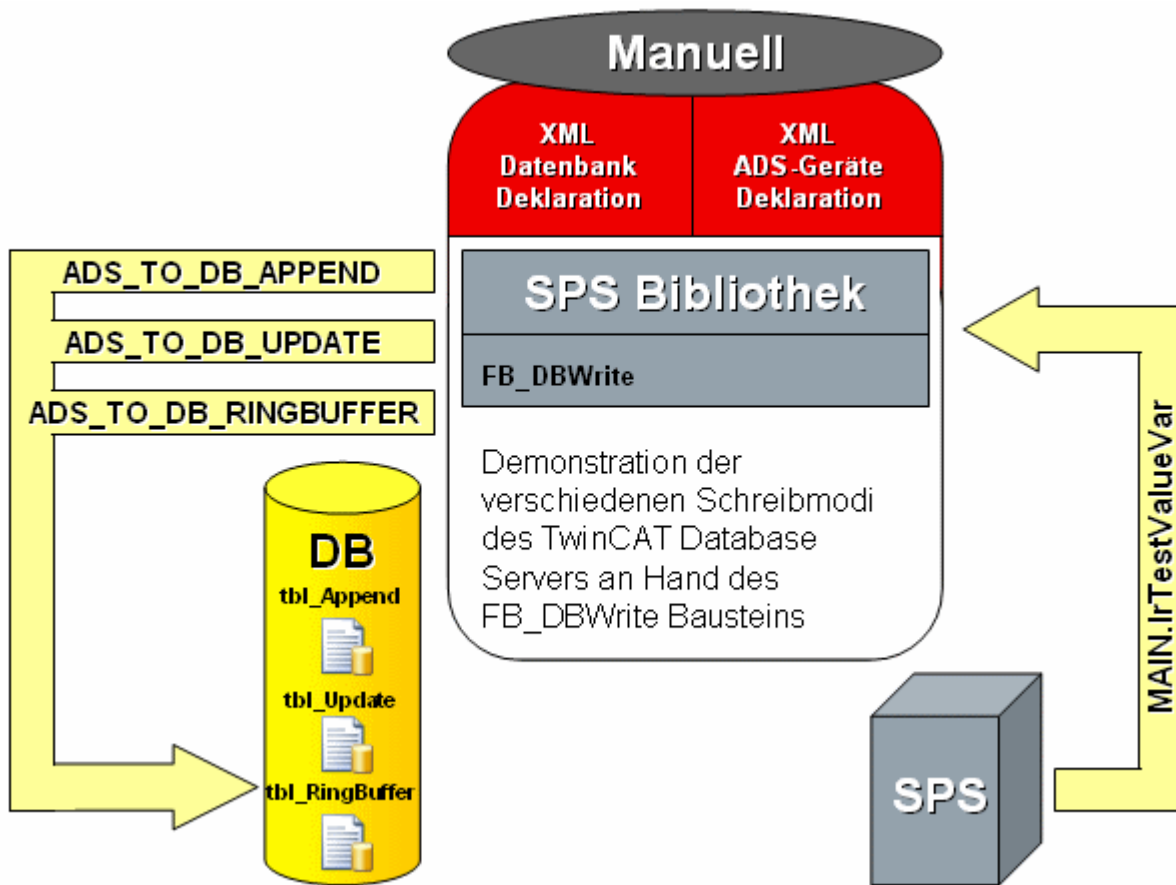 Manuell
XML
Datenbank
Deklaration
XML
ADS-Geräte
Deklaration
ADS_TO_DB_APPEND
ADS_TO_DB_UPDATE
ADS_TO_DB_RINGBUFFER
SPS Bibliothek
FB_DBWrite
Demonstration der
verschiedenen Schreibmodi
des TwinCAT Database
Servers an Hand des
FB_DBWrite Bausteins
DB
tbl_Append
tbl_Update
tbl_RingBuffer
SPS
MAIN.lrTestValueVar